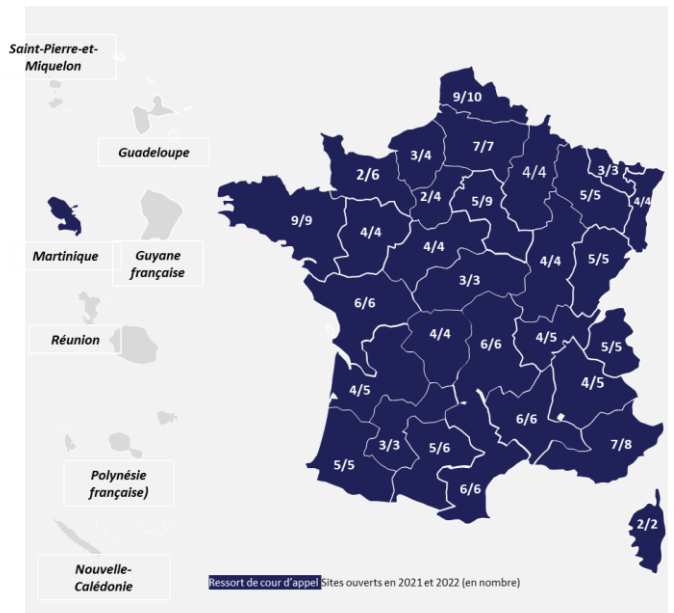 Saint-Pierre-et-
Miquelon
Guadeloupe
Martinique
Guyane
française
Réunion
Polynésie
française)
Nouvelle-
Calédonie
9/10
3/4
7/7
2/6
4/4
3/3
5/5
4/4
2/4
5/9
9/9
4/4
4/4
4/4
5/5
3/3
6/6
4/4
6/6
4/5
5/5
4/5
4/5
6/6
3/3
5/6
7/8
5/5
6/6
2/2
Ressort de cour d'appel Sites ouverts en 2021 et 2022 (en nombre)